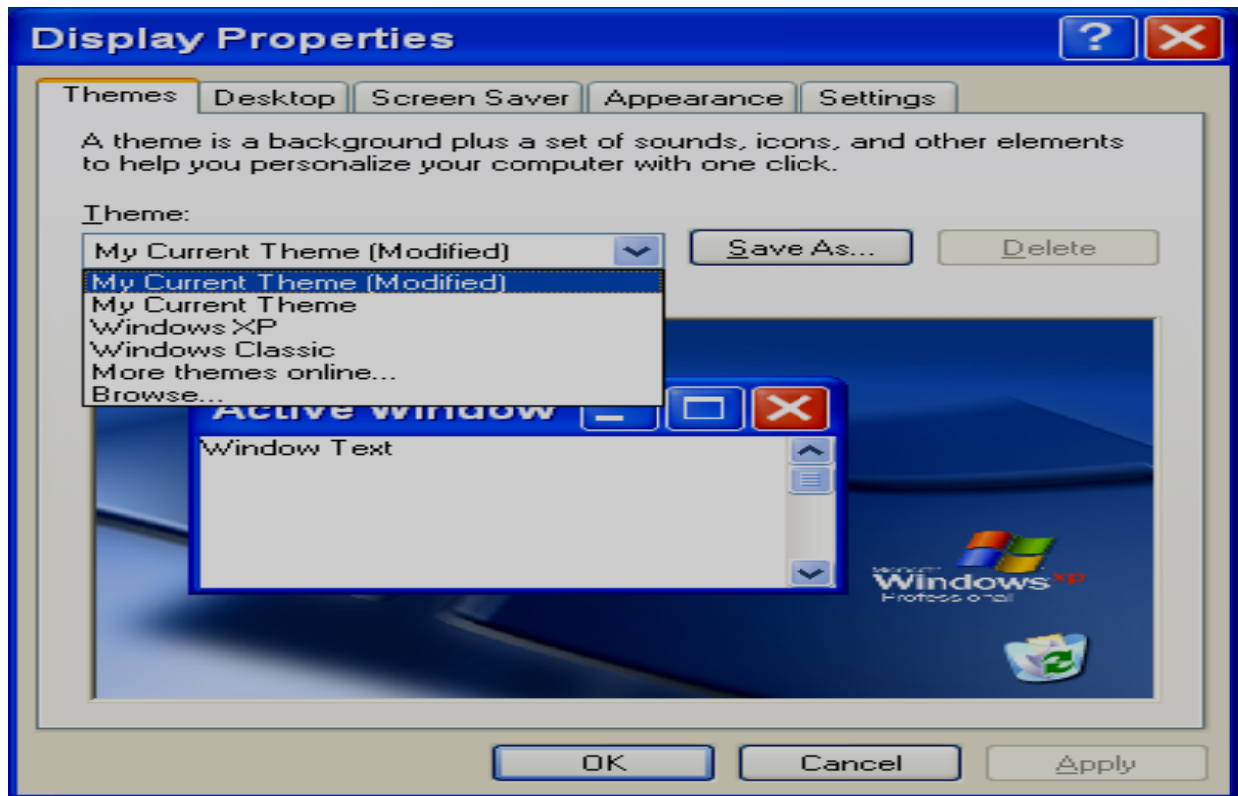 Display Properties
Themes Desktop Screen Saver Appearance Settings
A theme is a background plus a set of sounds, icons, and other elements
to help you personalize your computer with one click.
Theme:
My Current Theme (Modified) Save As... Delete
My Current Theme (Modified)
My Current Theme
Windows XP
Windows Classic
More themes online...
Browse...
Active Window
Window Text
Microsoft
Windows xp
Professional
OK Cancel Apply